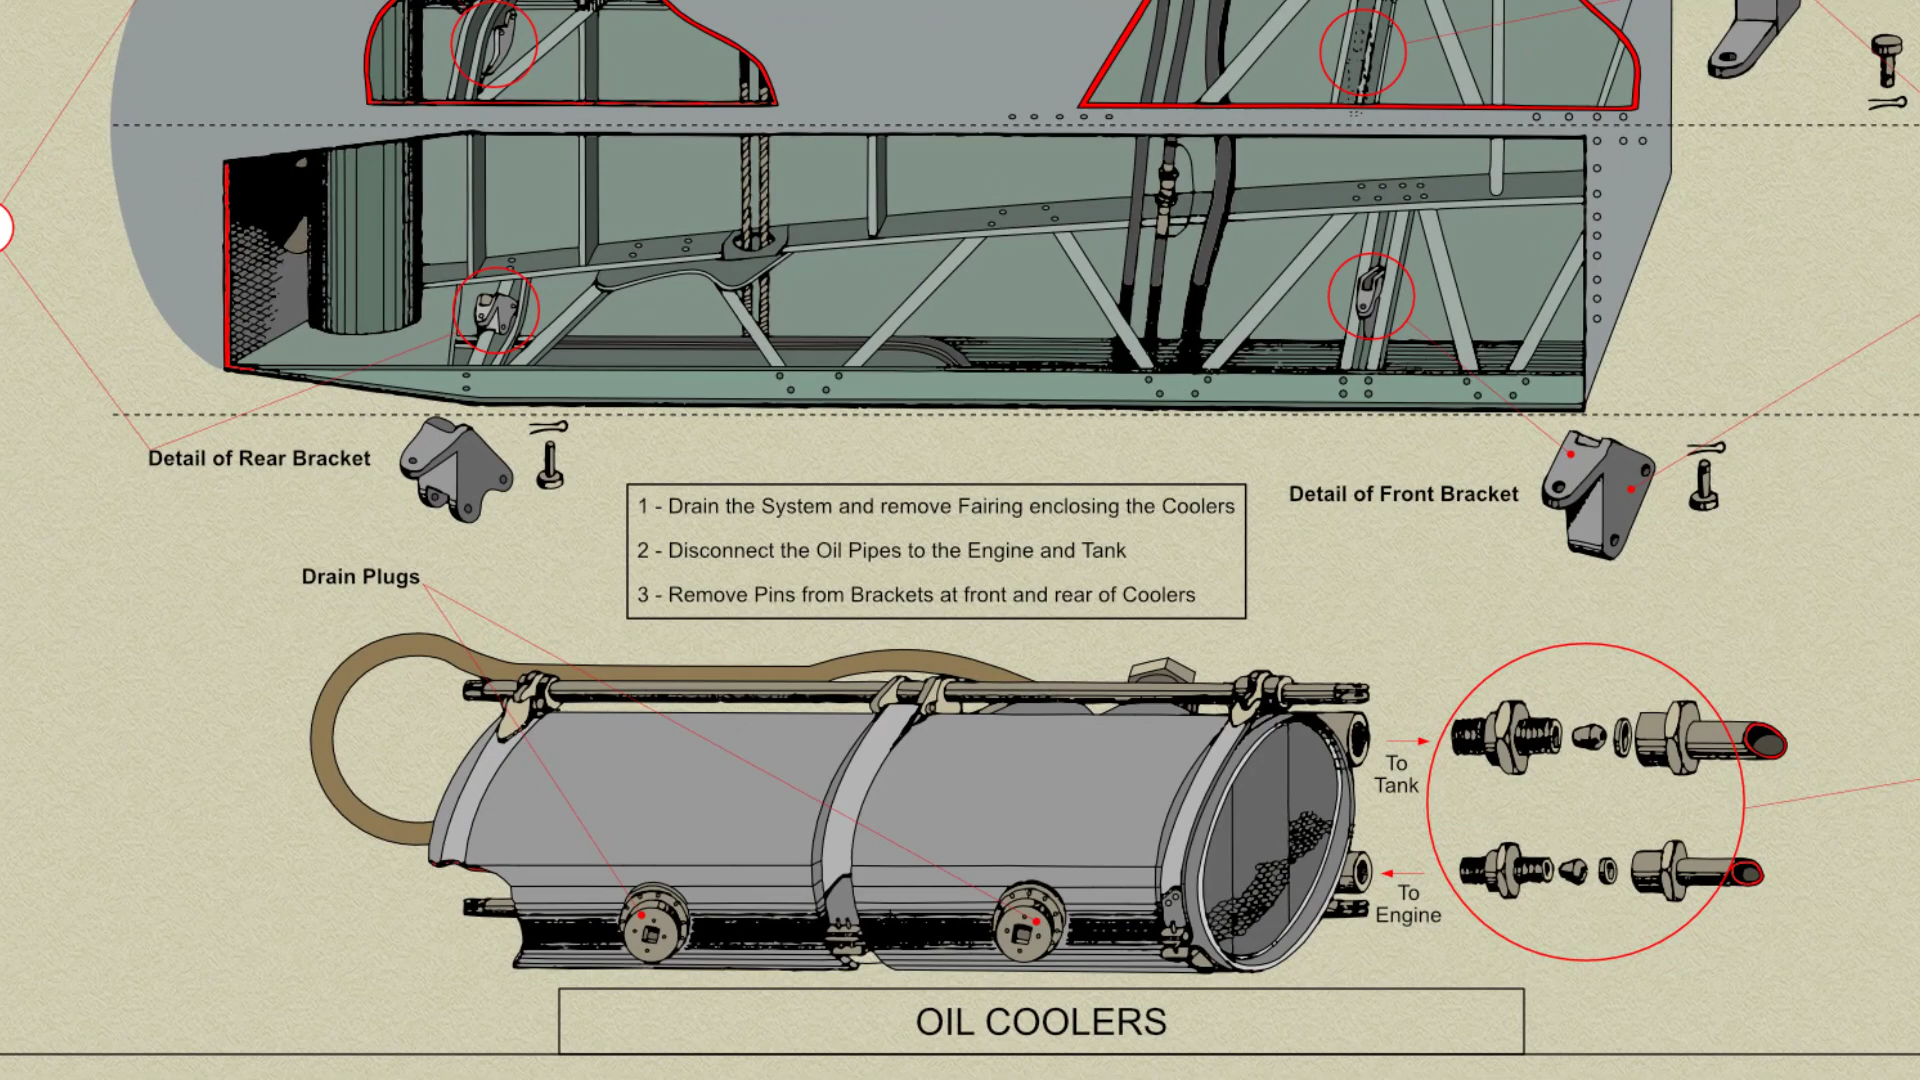 Detail of Rear Bracket
1 - Drain the System and remove Fairing enclosing the Coolers
2 - Disconnect the Oil Pipes to the Engine and Tank
3 - Remove Pins from Brackets at front and rear of Coolers
Detail of Front Bracket
Drain Plugs
To
Tank
To
Engine
OIL COOLERS